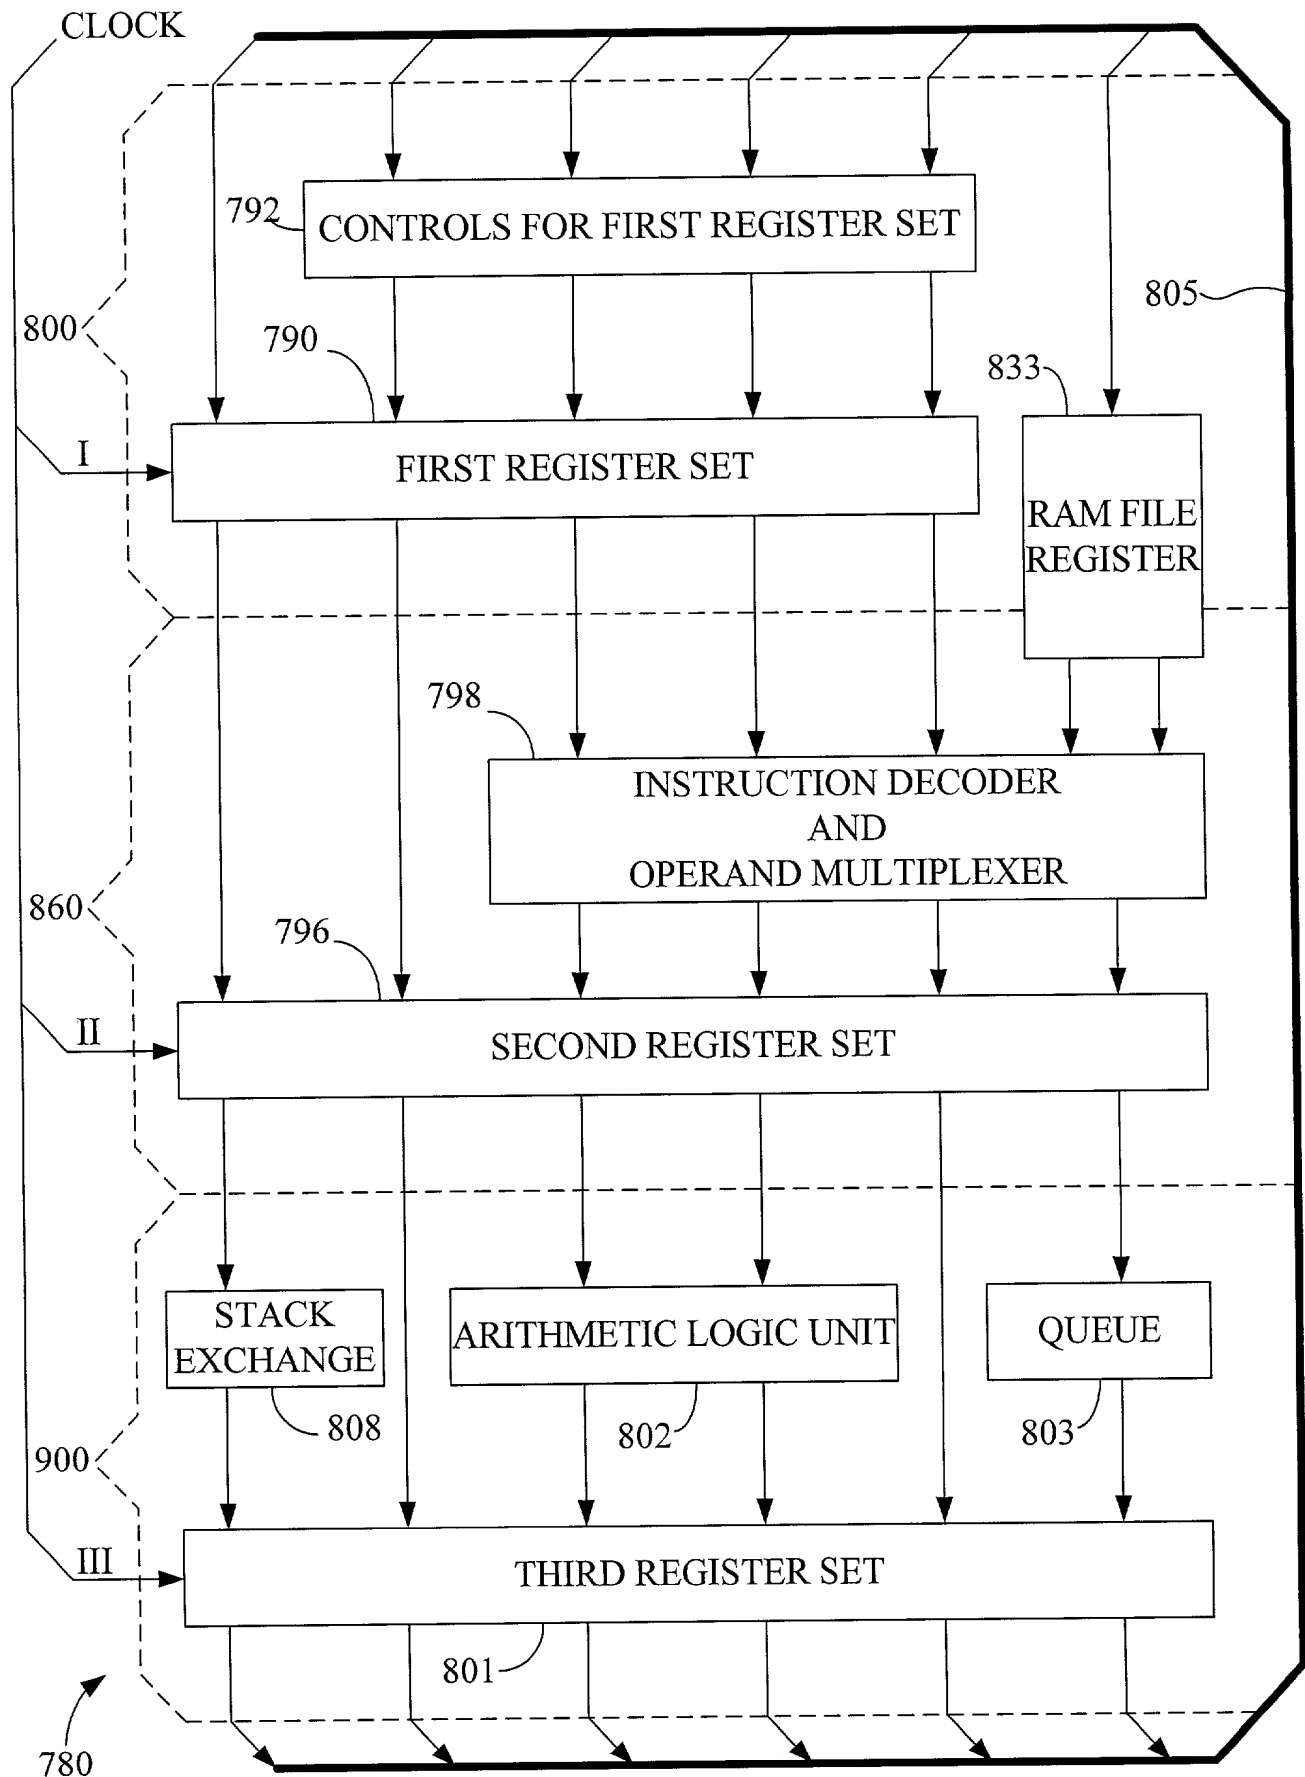 CLOCK
792
CONTROLS FOR FIRST REGISTER SET
805
800
790
833
I
FIRST REGISTER SET
RAM FILE
REGISTER
798
INSTRUCTION DECODER
AND
OPERAND MULTIPLEXER
860
796
II
SECOND REGISTER SET
STACK
EXCHANGE
ARITHMETIC LOGIC UNIT
QUEUE
808
802
803
900
III
THIRD REGISTER SET
801
780